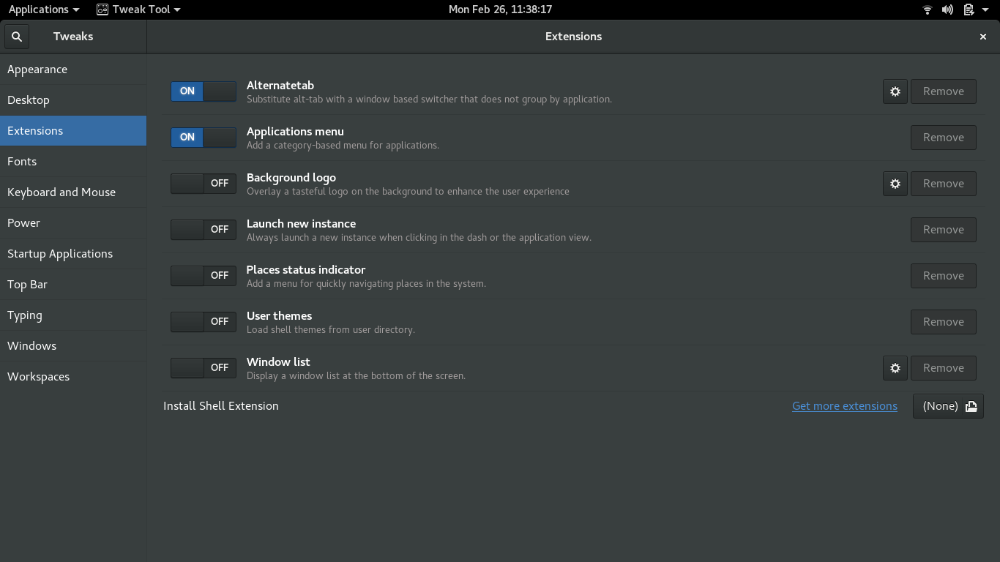 Applications
Tweak Tool
Mon Feb 26, 11:38:17
Tweaks
Extensions
Appearance
Desktop
Extensions
Fonts
Keyboard and Mouse
Power
Startup Applications
Top Bar
Typing
Windows
Workspaces
ON
Alternatetab
Substitute alt-tab with a window based switcher that does not group by application.
Remove
ON
Applications menu
Add a category-based menu for applications.
Remove
OFF
Background logo
Overlay a tasteful logo on the background to enhance the user experience
Remove
OFF
Launch new instance
Always launch a new instance when clicking in the dash or the application view.
Remove
OFF
Places status indicator
Add a menu for quickly navigating places in the system.
Remove
OFF
User themes
Load shell themes from user directory.
Remove
OFF
Window list
Display a window list at the bottom of the screen.
Remove
Install Shell Extension
Get more extensions
(None)